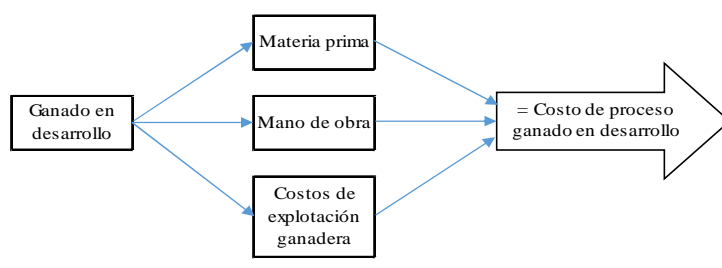 Materia prima
Ganado en
desarrollo
Mano de obra
= Costo de proceso
ganado en desarrollo
Costos de
explotación
ganadera